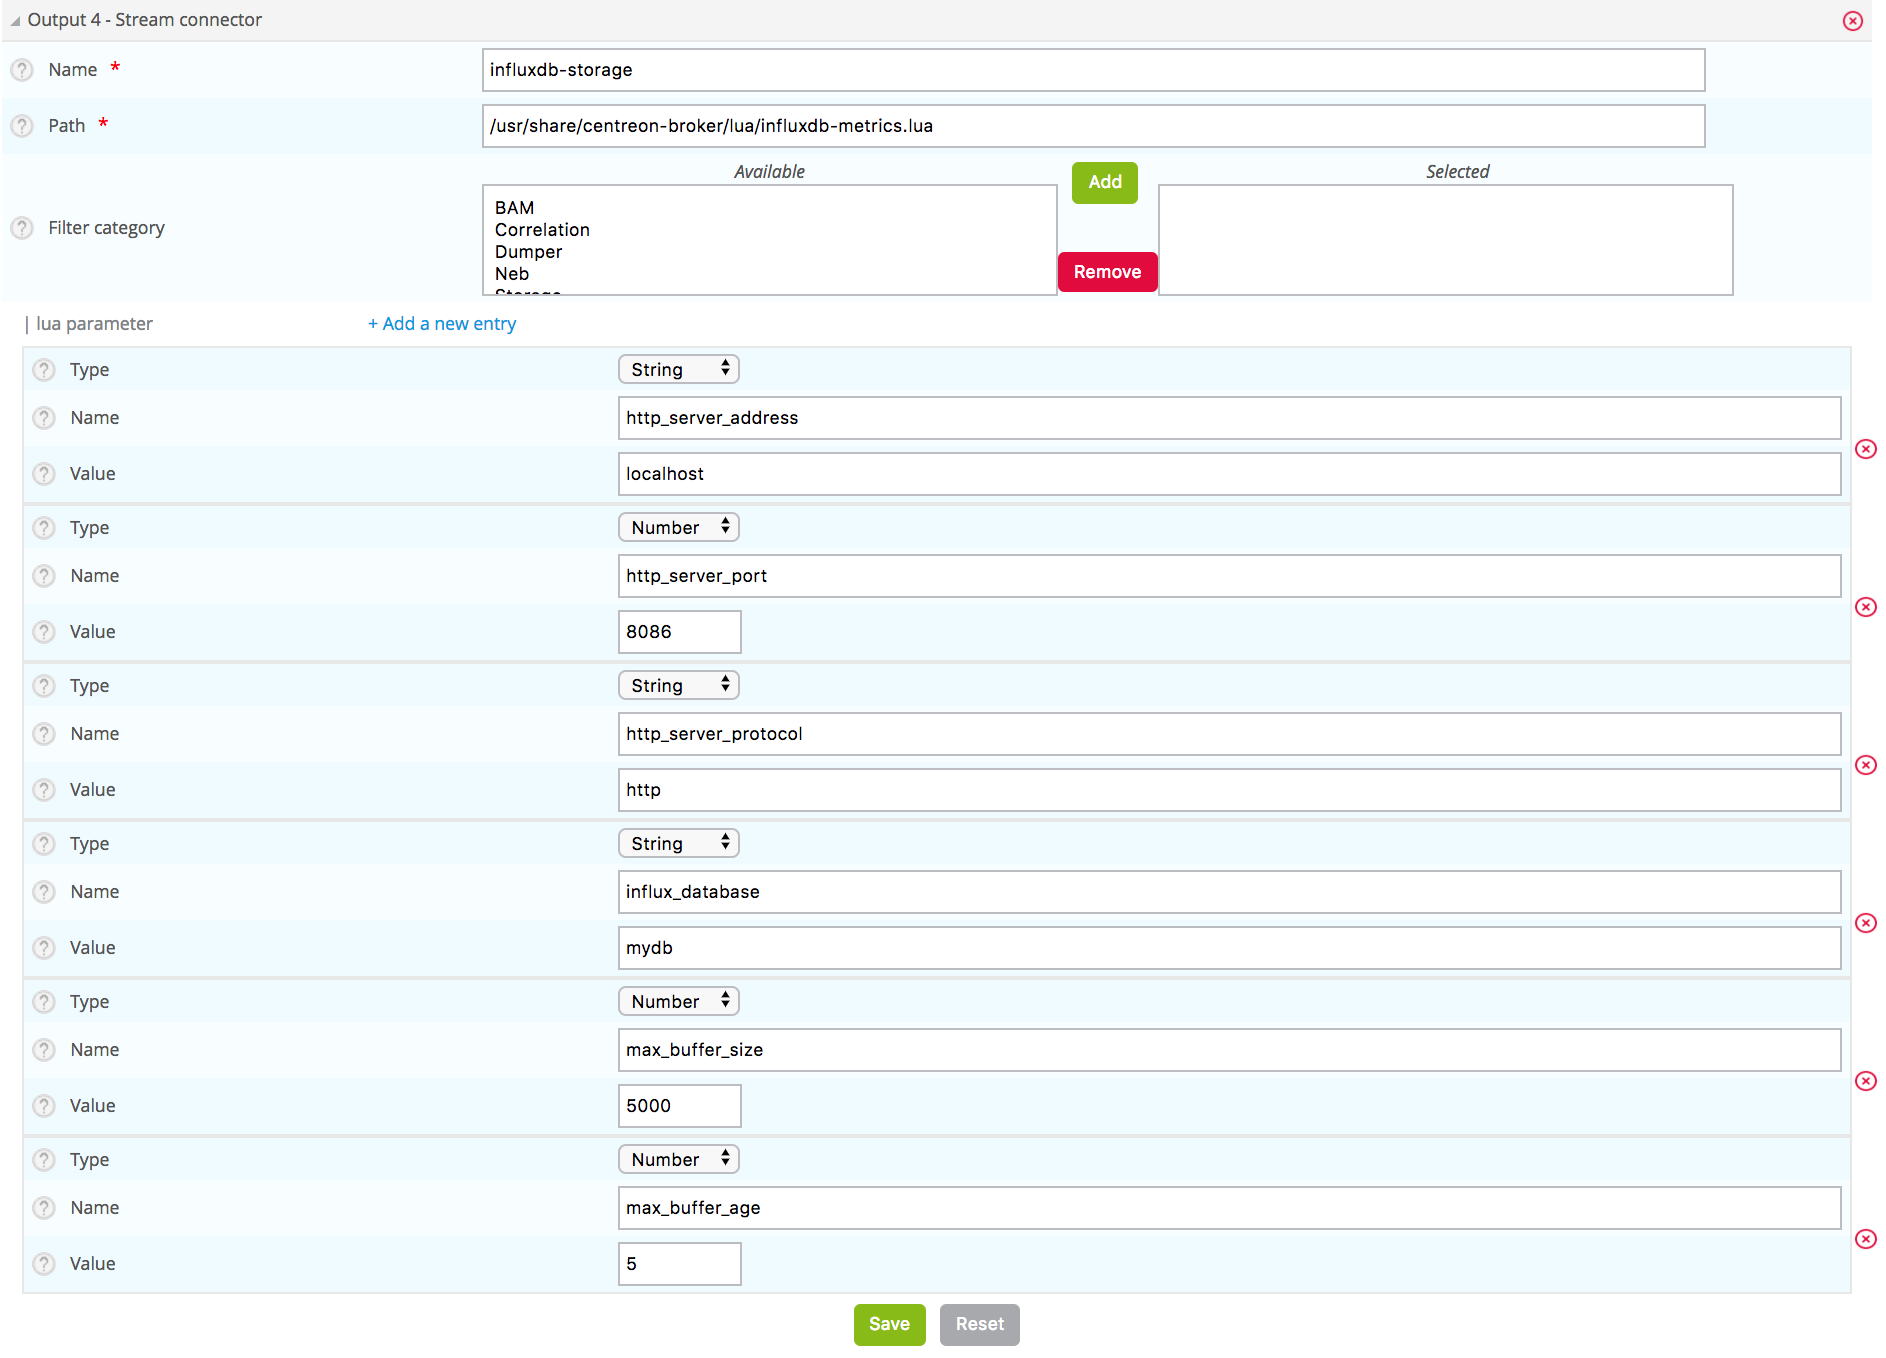 Output 4 - Stream connector
Name *
influxdb-storage
Path *
/usr/share/centreon-broker/lua/influxdb-metrics.lua
Filter category
Available
BAM
Correlation
Dumper
Neb
Storage
Add
Remove
Selected
| lua parameter
+ Add a new entry
Type
String
Name
http_server_address
Value
localhost
Type
Number
Name
http_server_port
Value
8086
Type
String
Name
http_server_protocol
Value
http
Type
String
Name
influx_database
Value
mydb
Type
Number
Name
max_buffer_size
Value
5000
Type
Number
Name
max_buffer_age
Value
5
Save
Reset